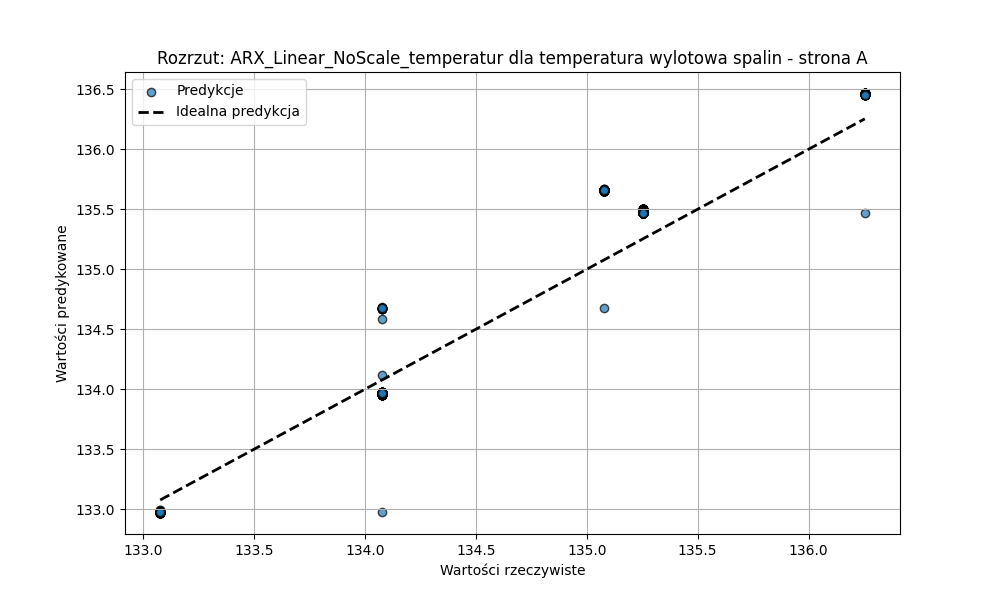 Rozrzut: ARX_Linear_NoScale_temperatur dla temperatura wylotowa spalin - strona A
Predykcje
Idealna predykcja
136.5
136.0
135.5
135.0
134.5
134.0
133.5
133.0
Wartości predykowane
133.0 133.5 134.0 134.5 135.0 135.5 136.0
Wartości rzeczywiste